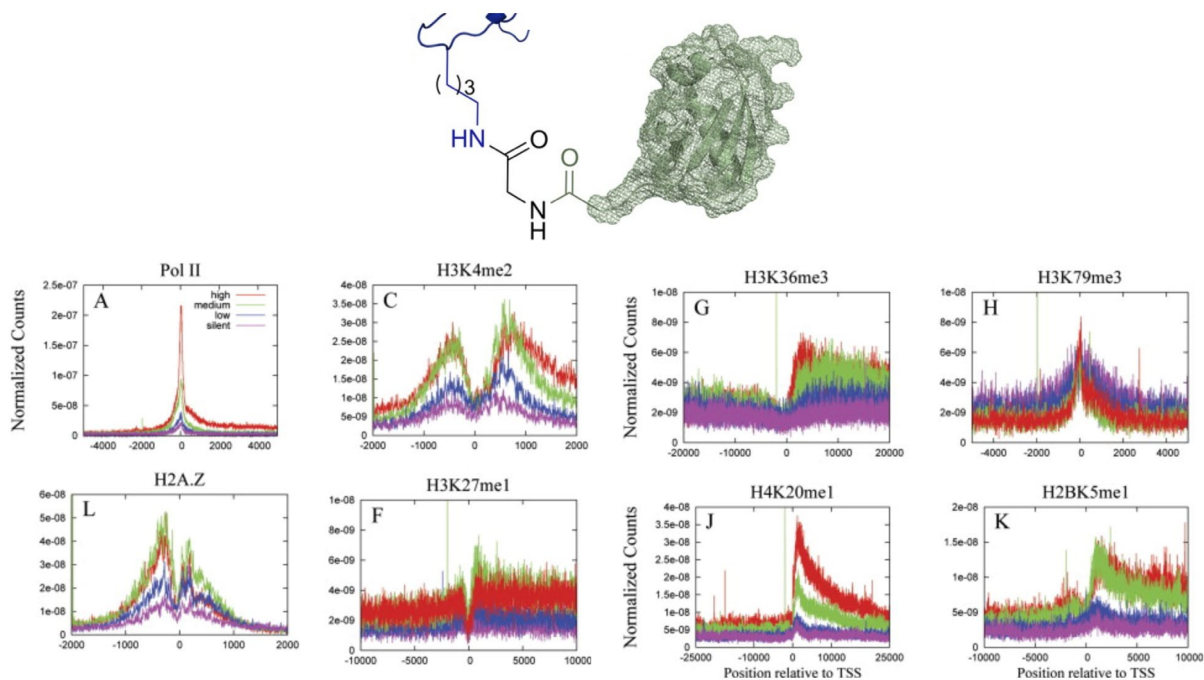 ( )3
HN
O
O
N
H
Pol II
A
high
medium
low
silent
Normalized Counts
2.5e-07
2e-07
1.5e-07
1e-07
5e-08
0
-4000 -2000 0 2000 4000
H3K4me2
C
4e-08
3.5e-08
3e-08
2.5e-08
2e-08
1.5e-08
1e-08
5e-09
0
-2000 -1000 0 1000 2000
H3K36me3
G
Normalized Counts
1e-08
8e-09
6e-09
4e-09
2e-09
0
-20000 -10000 0 10000 20000
H3K79me3
H
1e-08
8e-09
6e-09
4e-09
2e-09
0
-4000 -2000 0 2000 4000
H2A.Z
L
6e-08
5e-08
4e-08
3e-08
2e-08
1e-08
0
-2000 -1000 0 1000 2000
H3K27me1
F
1e-08
8e-09
6e-09
4e-09
2e-09
0
-10000 -5000 0 5000 10000
H4K20me1
J
Normalized Counts
4e-08
3.5e-08
3e-08
2.5e-08
2e-08
1.5e-08
1e-08
5e-09
0
-25000 0 25000
Position relative to TSS
H2BK5me1
K
2e-08
1.5e-08
1e-08
5e-09
0
-10000 -5000 0 5000 10000
Position relative to TSS